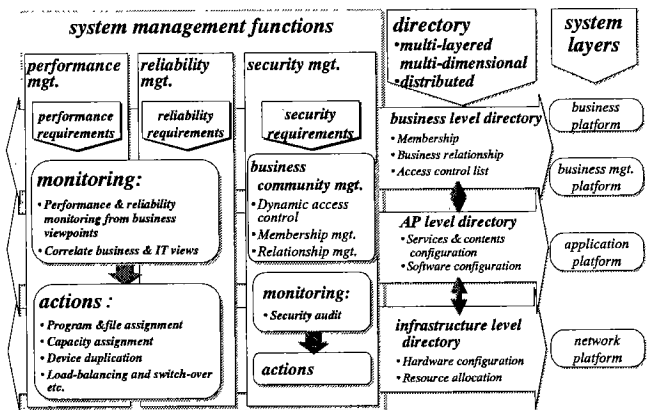 system management functions
performance
mgt.
reliability
mgt.
security mgt.
performance
requirements
reliability
requirements
security
requirements
monitoring:
• Performance & reliability
monitoring from business
viewpoints
• Correlate business & IT views
actions :
• Program &file assignment
• Capacity assignment
• Device duplication
• Load-balancing and switch-over
etc.
business
community mgt.
• Dynamic access
control
• Membership mgt.
• Relationship mgt.
monitoring:
• Security audit
actions
directory
• multi-layered
multi-dimensional
• distributed
business level directory
• Membership
• Business relationship
• Access control list
AP level directory
• Services & contents
configuration
• Software configuration
infrastructure level
directory
• Hardware configuration
• Resource allocation
system
layers
business
platform
business mgt.
platform
application
platform
network
platform